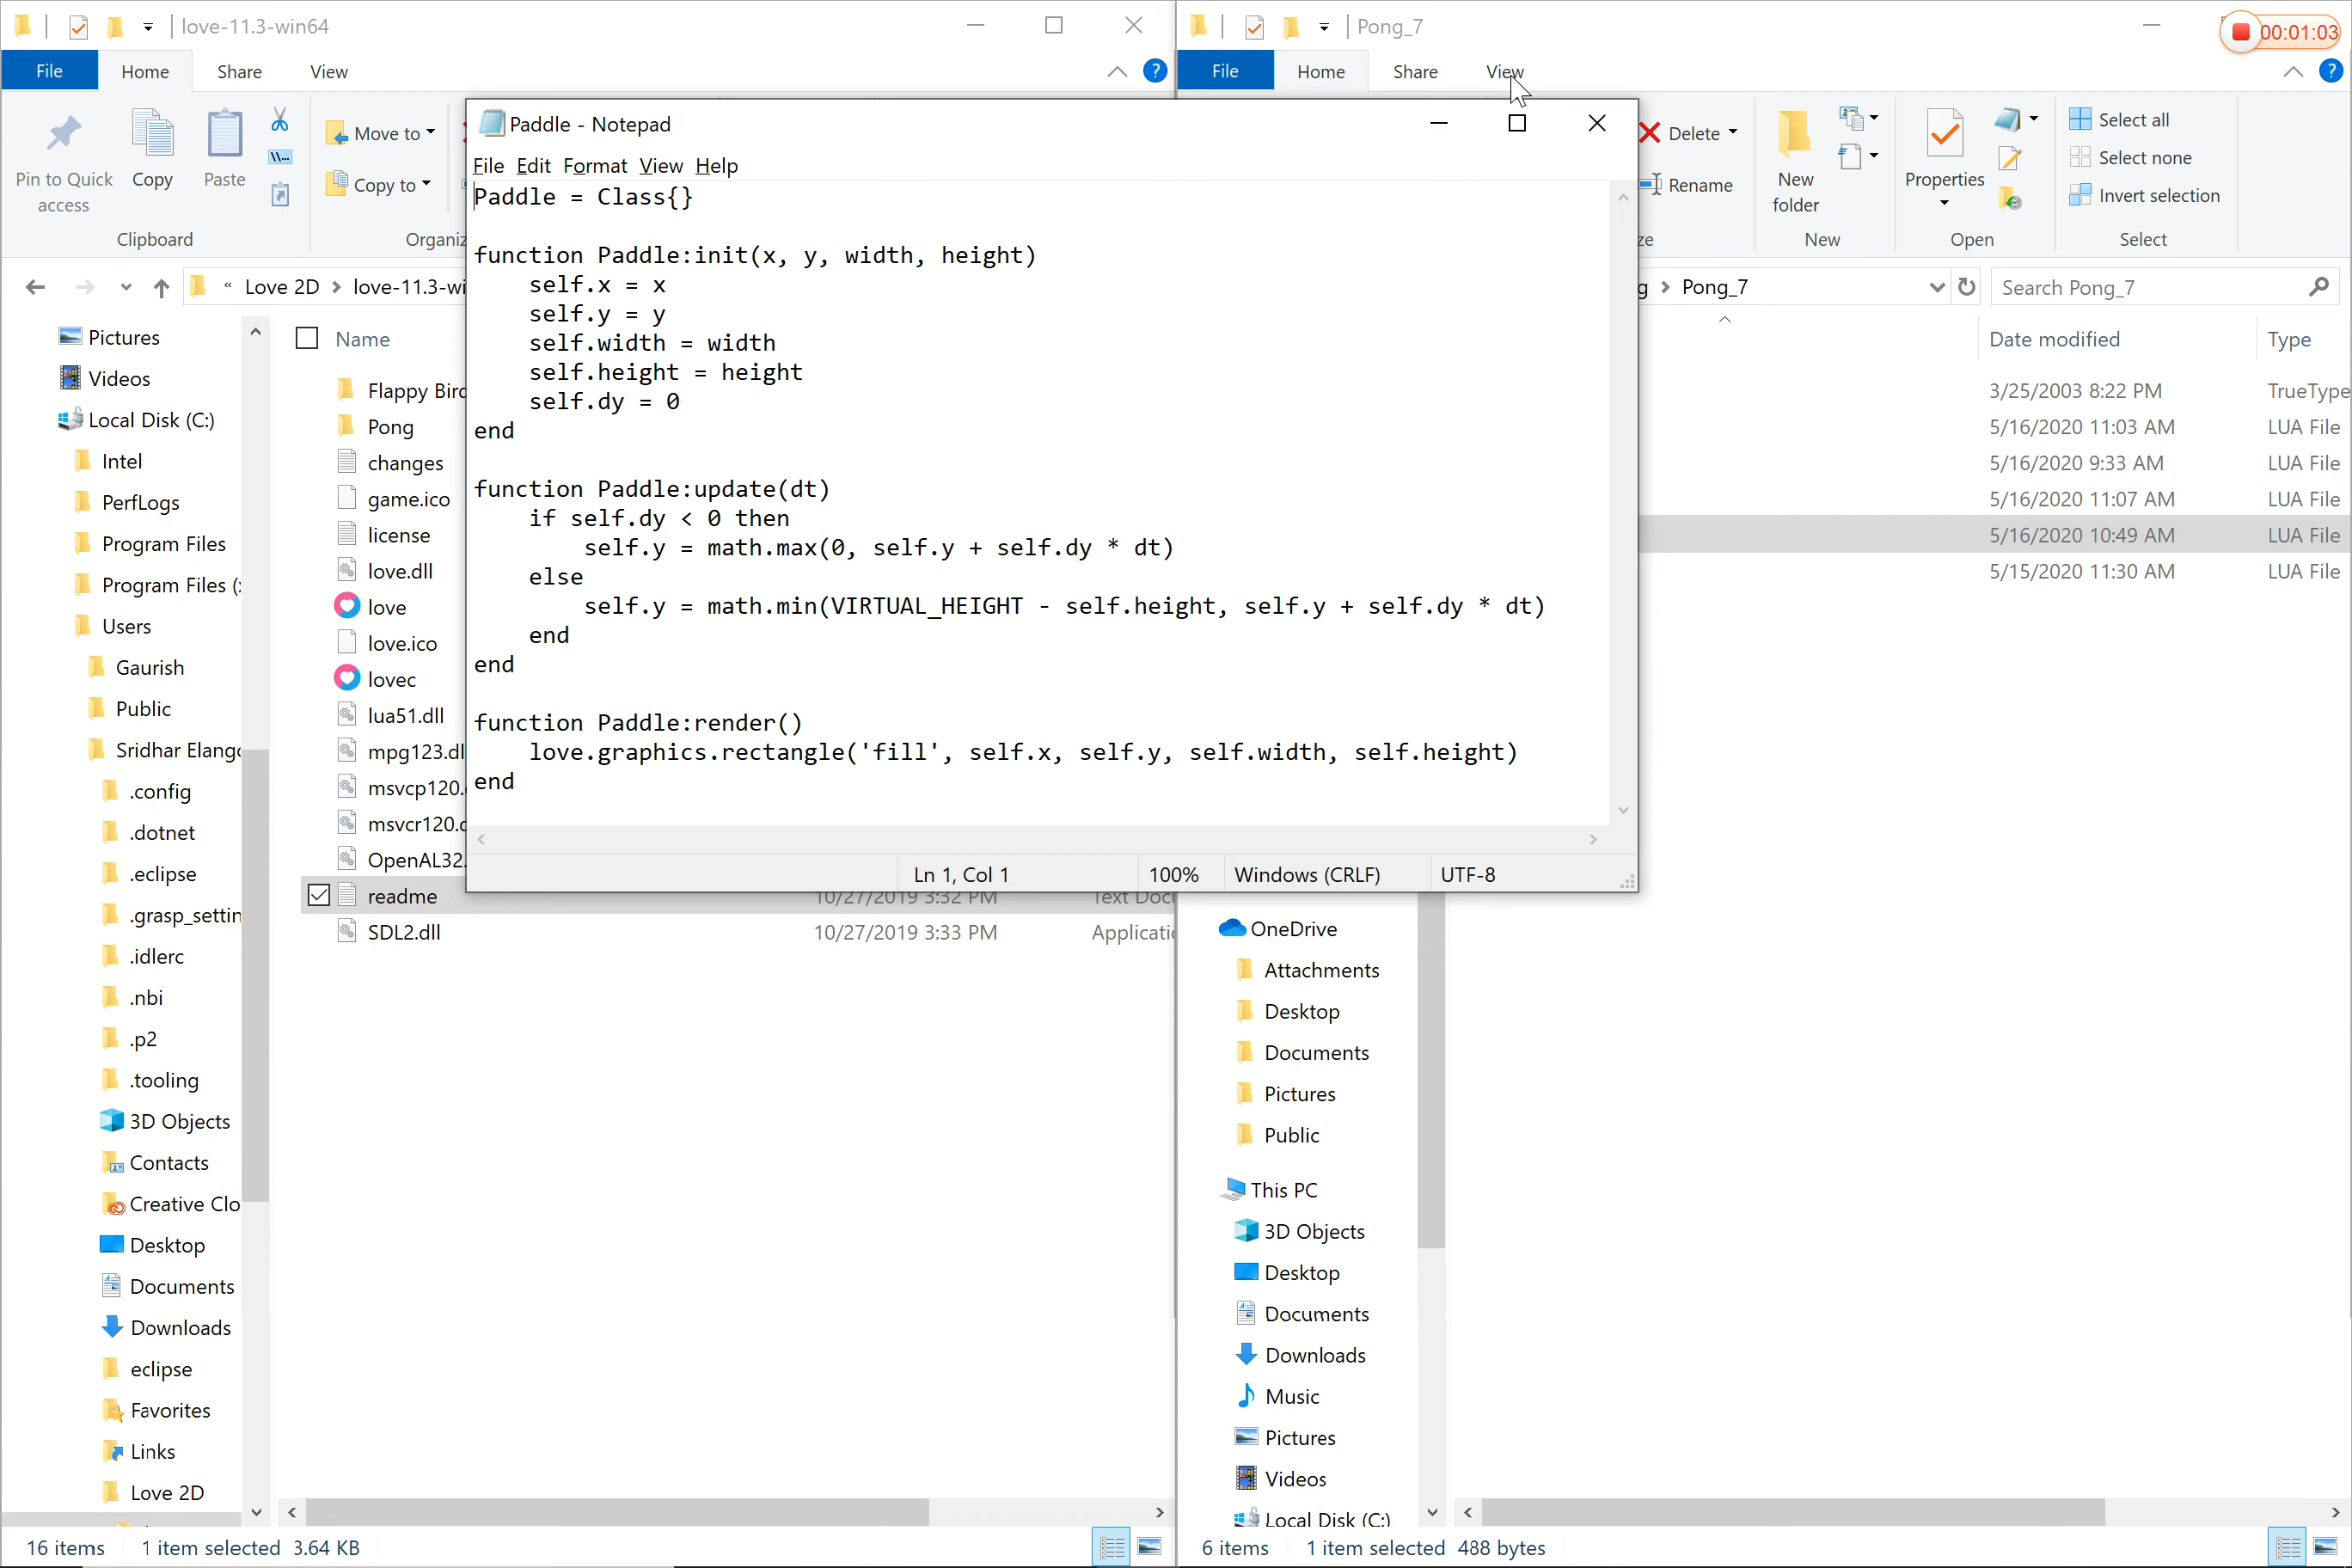 love-11.3-win64
File Home Share View
Pin to Quick access
Copy
Paste
Move to
Copy to
Clipboard
Organiz
Love 2D > love-11.3-wi
Pictures
Videos
Local Disk (C:)
Intel
PerfLogs
Program Files
Program Files (
Users
Gaurish
Public
Sridhar Elang
.config
.dotnet
.eclipse
.grasp_settin
.idlerc
.nbi
.p2
.tooling
3D Objects
Contacts
Creative Clo
Desktop
Documents
Downloads
eclipse
Favorites
Links
Love 2D
Name
Flappy Bir
Pong
changes
game.ico
license
love.dll
love
love.ico
lovec
lua51.dll
mpg123.dl
msvcp120.
msvcr120.
OpenAL32.
readme 10/27/2019 3:32 PM Text Doc
SDL2.dll 10/27/2019 3:33 PM Applicati
16 items 1 item selected 3.64 KB
Paddle - Notepad
File Edit Format View Help
Paddle = Class{}
function Paddle:init(x, y, width, height)
    self.x = x
    self.y = y
    self.width = width
    self.height = height
    self.dy = 0
end
function Paddle:update(dt)
    if self.dy < 0 then
        self.y = math.max(0, self.y + self.dy * dt)
    else
        self.y = math.min(VIRTUAL_HEIGHT - self.height, self.y + self.dy * dt)
    end
end
function Paddle:render()
    love.graphics.rectangle('fill', self.x, self.y, self.width, self.height)
end
Ln 1, Col 1 100% Windows (CRLF) UTF-8
Pong_7
00:01:03
File Home Share View
Delete
Rename
ze
New folder
New
Properties
Open
Select all
Select none
Invert selection
Select
g > Pong_7
Search Pong_7
Date modified Type
3/25/2003 8:22 PM TrueType
5/16/2020 11:03 AM LUA File
5/16/2020 9:33 AM LUA File
5/16/2020 11:07 AM LUA File
5/16/2020 10:49 AM LUA File
5/15/2020 11:30 AM LUA File
OneDrive
Attachments
Desktop
Documents
Pictures
Public
This PC
3D Objects
Desktop
Documents
Downloads
Music
Pictures
Videos
Local Disk (C:)
6 items 1 item selected 488 bytes